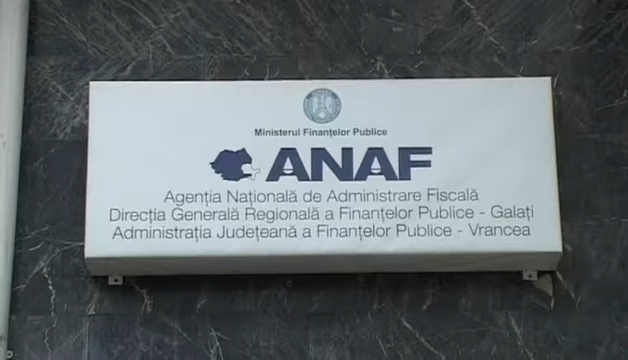 Ministerul Finanțelor Publice
ANAF
Agenția Națională de Administrare Fiscală
Direcția Generală Regională a Finanțelor Publice - Galați
Administrația Județeană a Finanțelor Publice - Vrancea